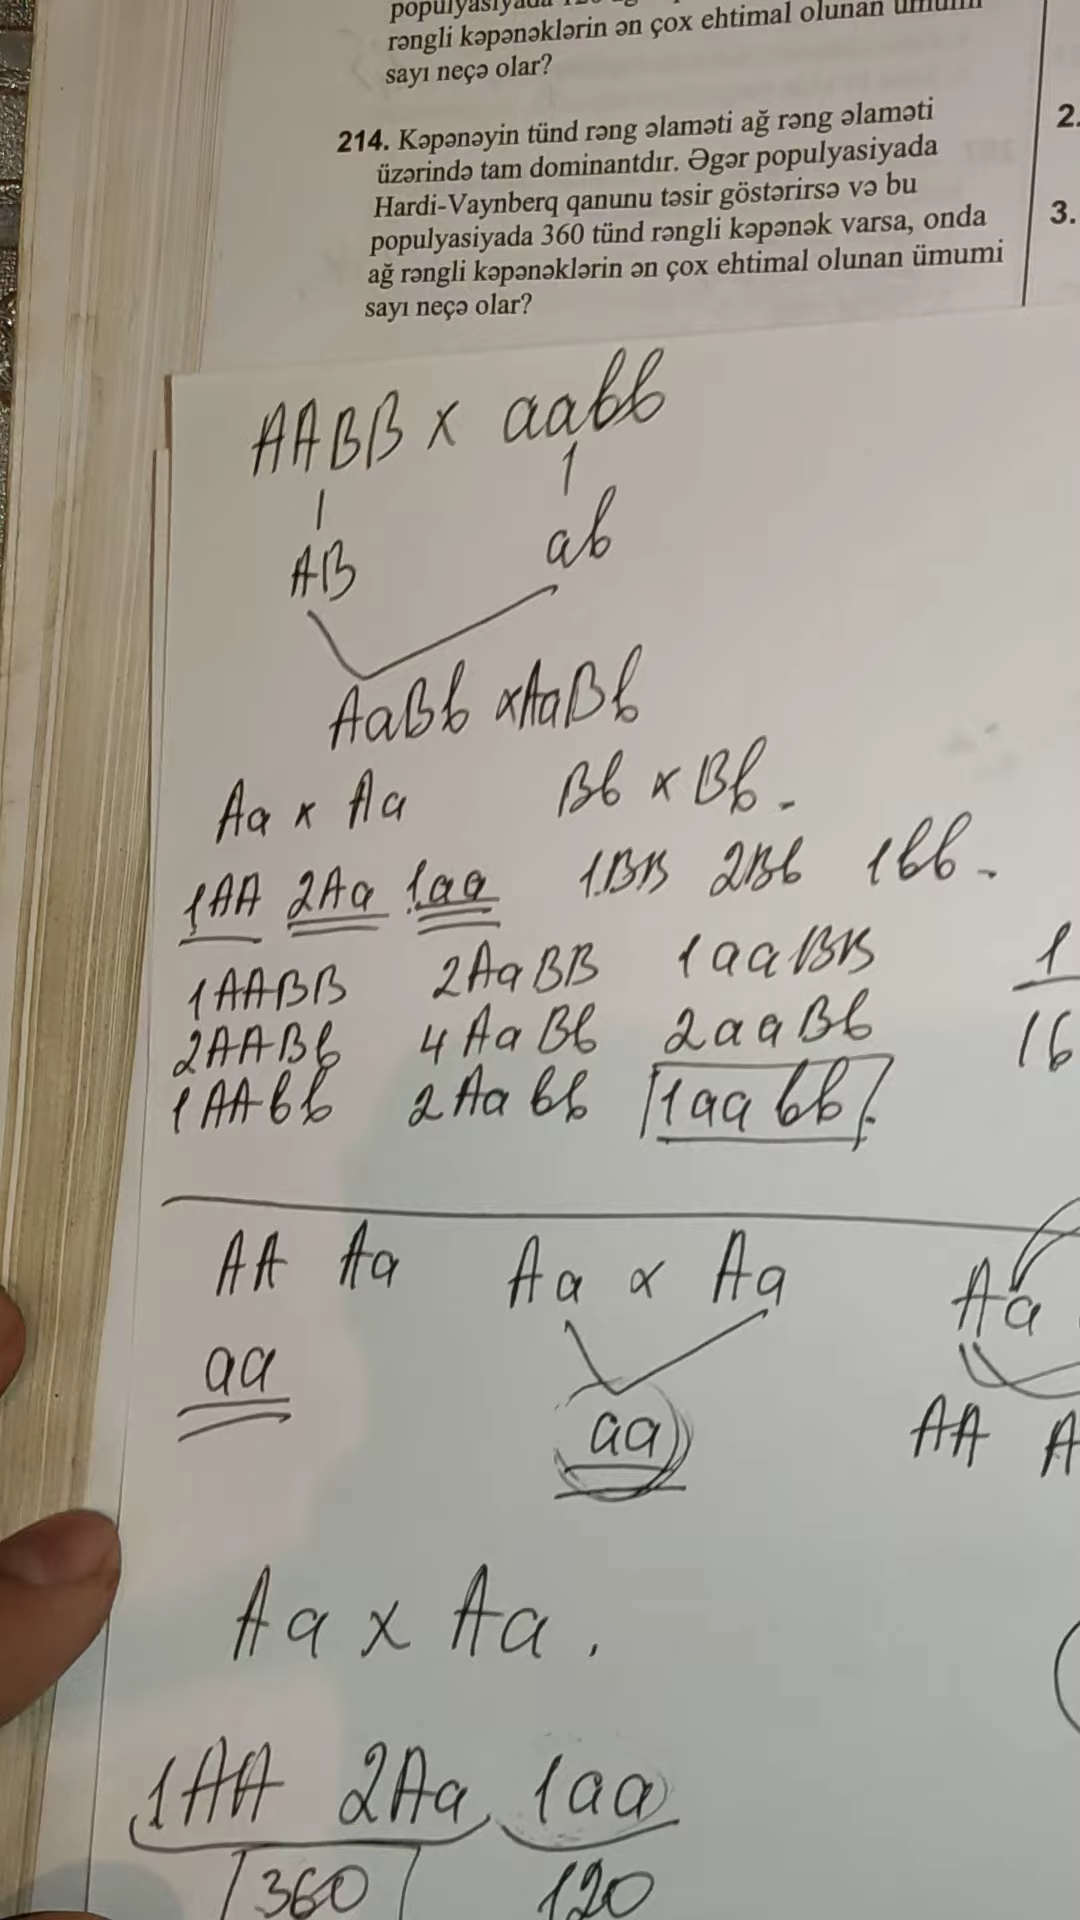 rəngli kəpənəklərin ən çox ehtimal olunan ümumi
sayı neçə olar?
214. Kəpənəyin tünd rəng əlaməti ağ rəng əlaməti
üzərində tam dominantdır. Əgər populyasiyada
Hardi-Vaynberq qanunu təsir göstərirsə və bu
populyasiyada 360 tünd rəngli kəpənək varsa, onda
ağ rəngli kəpənəklərin ən çox ehtimal olunan ümumi
sayı neçə olar?
2.
3.
AABB x aabb
AB ab
AaBb x AaBb
Aa x Aa Bb x Bb.
1AA 2Aa 1aa 1BB 2Bb 1bb.
1AABB 2AaBB 1aaBB
2AABb 4AaBb 2aaBb
1AAbb 2Aabb 1aabb
1
16
AA Aa Aa x Aa Aa
aa aa AA A
Aa x Aa.
1AA 2Aa 1aa
360 120